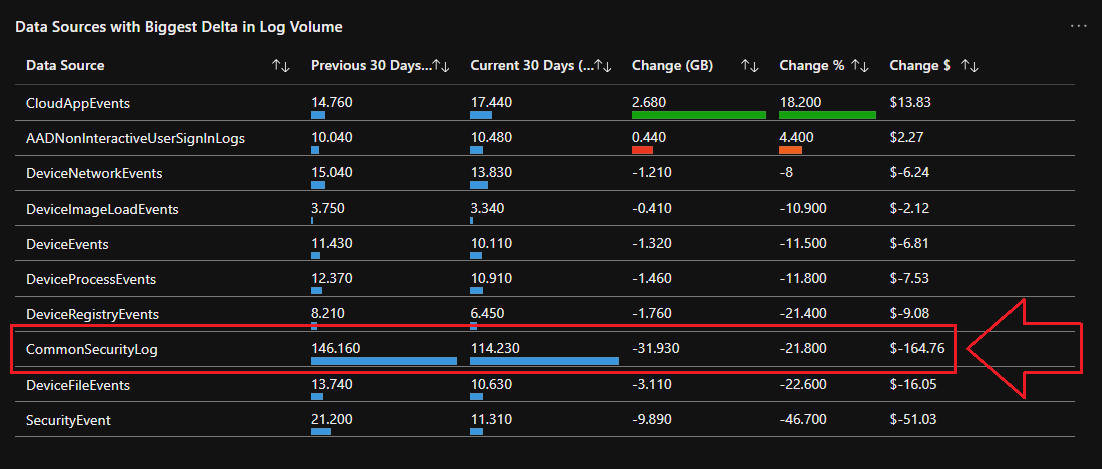 Data Sources with Biggest Delta in Log Volume
Data Source Previous 30 Days... Current 30 Days (... Change (GB) Change % Change $
CloudAppEvents 14.760 17.440 2.680 18.200 $13.83
AADNonInteractiveUserSignInLogs 10.040 10.480 0.440 4.400 $2.27
DeviceNetworkEvents 15.040 13.830 -1.210 -8 $-6.24
DeviceImageLoadEvents 3.750 3.340 -0.410 -10.900 $-2.12
DeviceEvents 11.430 10.110 -1.320 -11.500 $-6.81
DeviceProcessEvents 12.370 10.910 -1.460 -11.800 $-7.53
DeviceRegistryEvents 8.210 6.450 -1.760 -21.400 $-9.08
CommonSecurityLog 146.160 114.230 -31.930 -21.800 $-164.76
DeviceFileEvents 13.740 10.630 -3.110 -22.600 $-16.05
SecurityEvent 21.200 11.310 -9.890 -46.700 $-51.03